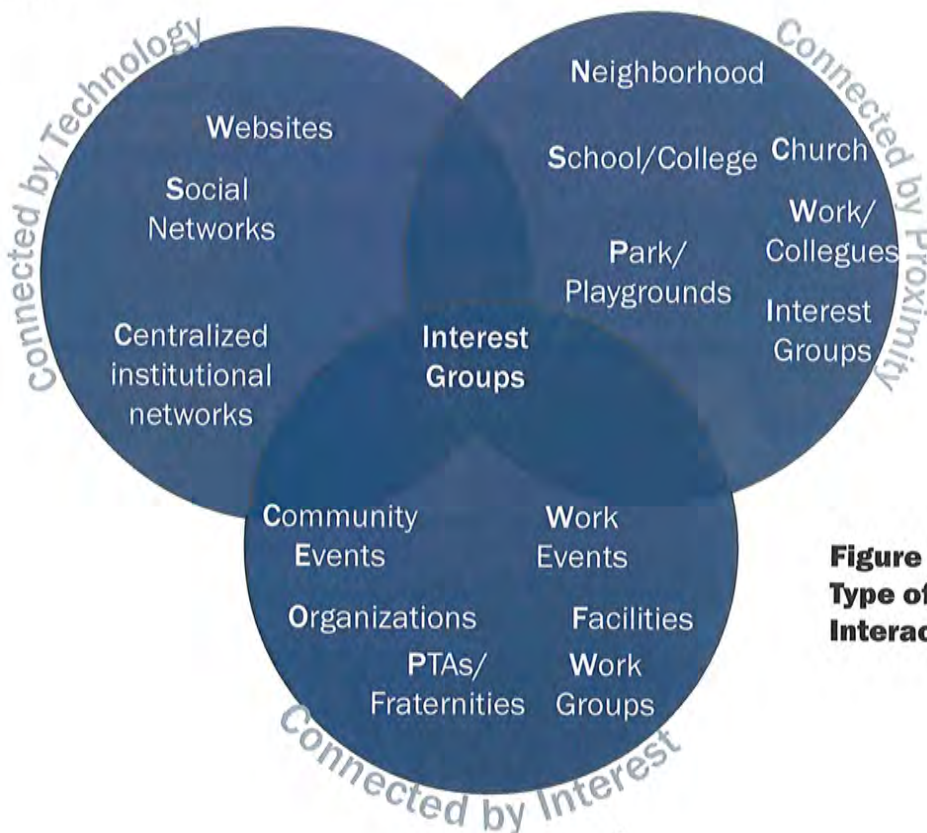 Connected by Technology
Websites
Social
Networks
Centralized
institutional
networks
Connected by Proximity
Neighborhood
School/College
Church
Work/
Collegues
Park/
Playgrounds
Interest
Groups
Interest
Groups
Community
Events
Work
Events
Organizations
Facilities
PTAs/
Fraternities
Work
Groups
Connected by Interest
Figure
Type of
Interac